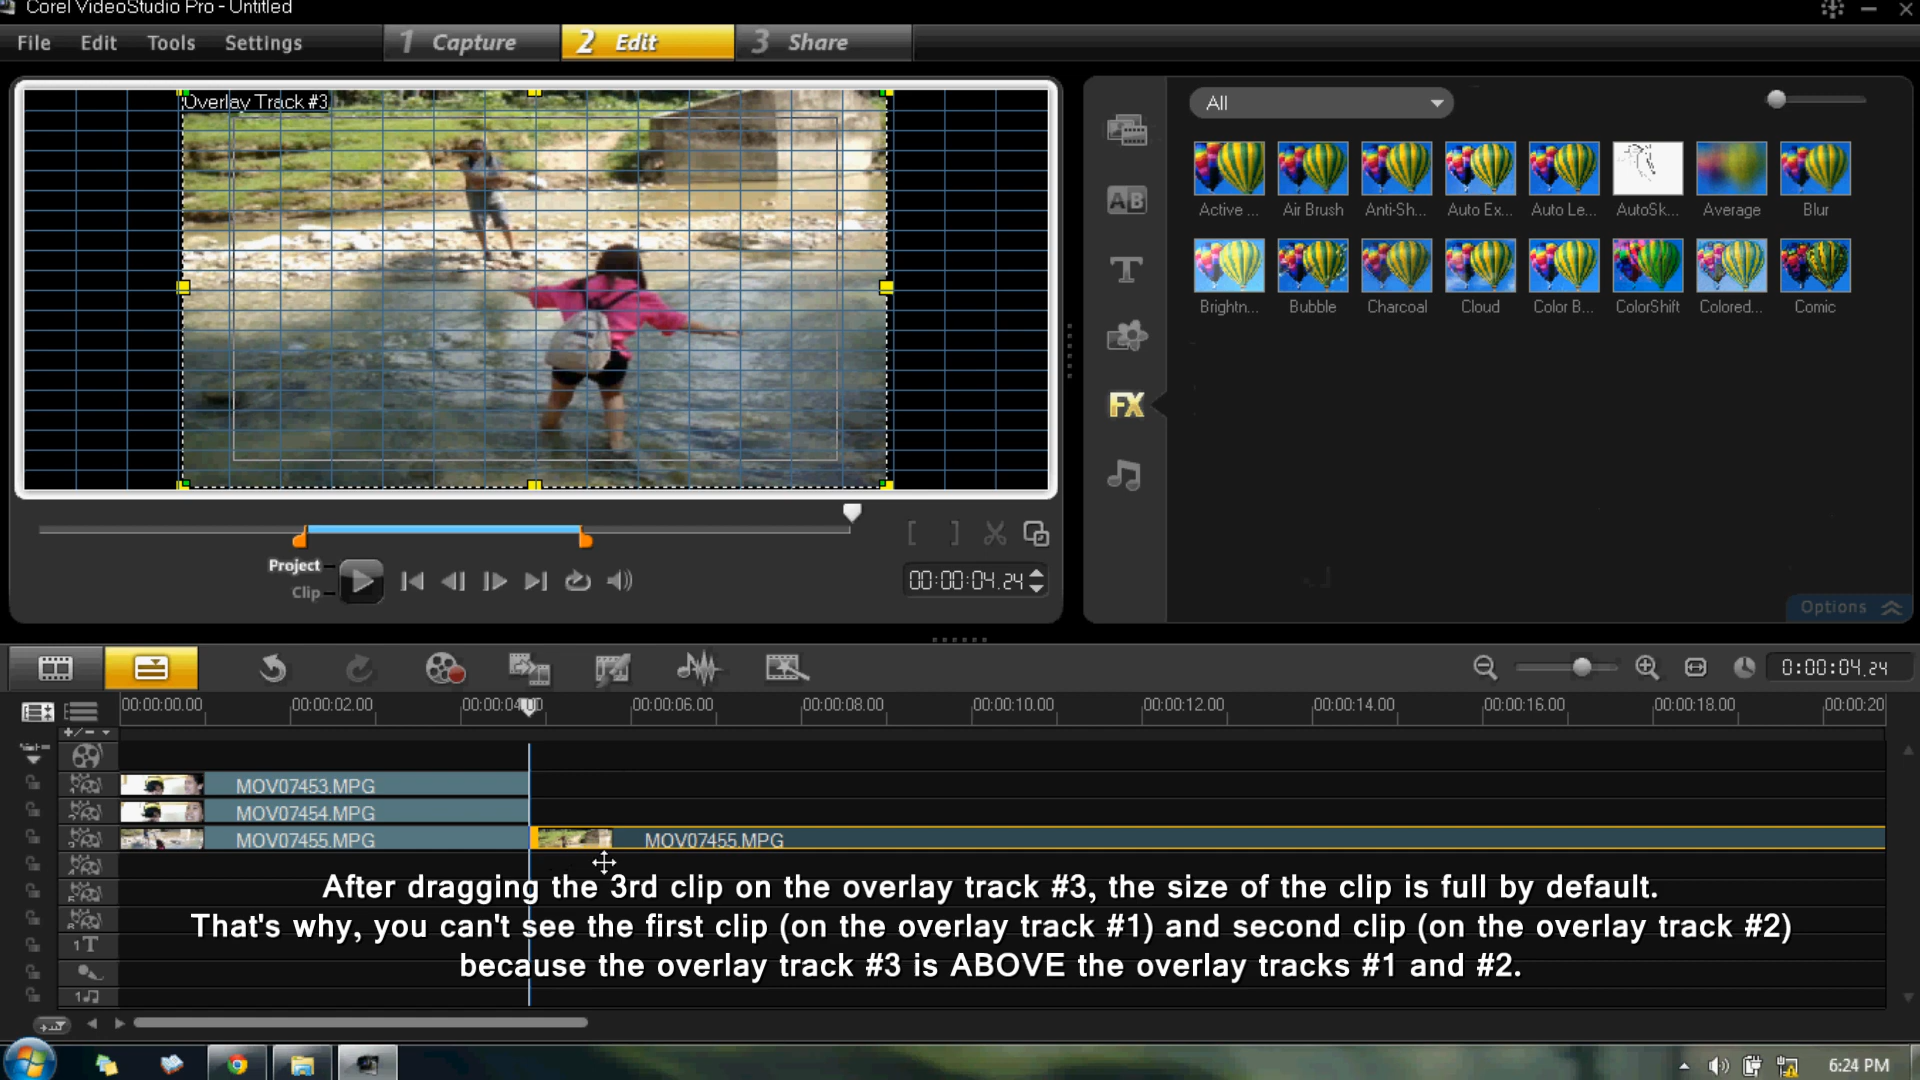 Corel VideoStudio Pro - Untitled
File Edit Tools Settings 1 Capture 2 Edit 3 Share
Overlay Track #3
All
Active ... Air Brush Anti-Sh... Auto Ex... Auto Le... AutoSk... Average Blur
Brightn... Bubble Charcoal Cloud Color B... ColorShift Colored... Comic
AB
T
FX
Project
Clip
00:00:04.24
Options
0:00:04.24
00:00:00.00 00:00:02.00 00:00:04.00 00:00:06.00 00:00:08.00 00:00:10.00 00:00:12.00 00:00:14.00 00:00:16.00 00:00:18.00 00:00:20
MOV07453.MPG
MOV07454.MPG
MOV07455.MPG MOV07455.MPG
After dragging the 3rd clip on the overlay track #3, the size of the clip is full by default.
That's why, you can't see the first clip (on the overlay track #1) and second clip (on the overlay track #2)
because the overlay track #3 is ABOVE the overlay tracks #1 and #2.
1T
1
6:24 PM